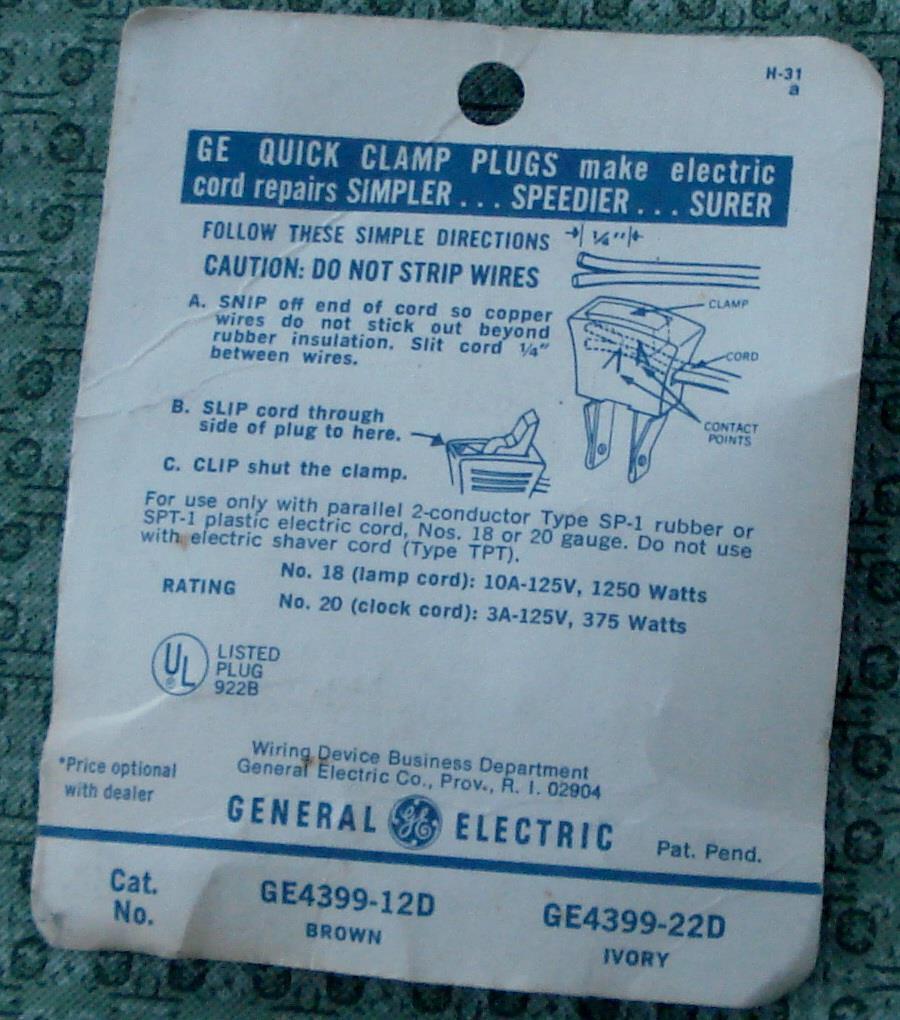 H-31
a
GE QUICK CLAMP PLUGS make electric
cord repairs SIMPLER . . . SPEEDIER . . . SURER
FOLLOW THESE SIMPLE DIRECTIONS
1/4"
CAUTION: DO NOT STRIP WIRES
A. SNIP off end of cord so copper
wires do not stick out beyond
rubber insulation. Slit cord 1/4"
between wires.
CLAMP
CORD
CONTACT
POINTS
B. SLIP cord through
side of plug to here.
C. CLIP shut the clamp.
For use only with parallel 2-conductor Type SP-1 rubber or
SPT-1 plastic electric cord, Nos. 18 or 20 gauge. Do not use
with electric shaver cord (Type TPT).
RATING
No. 18 (lamp cord): 10A-125V, 1250 Watts
No. 20 (clock cord): 3A-125V, 375 Watts
UL ®
LISTED
PLUG
922B
*Price optional
with dealer
Wiring Device Business Department
General Electric Co., Prov., R. I. 02904
GENERAL GE ELECTRIC
Pat. Pend.
Cat.
No.
GE4399-12D
BROWN
GE4399-22D
IVORY